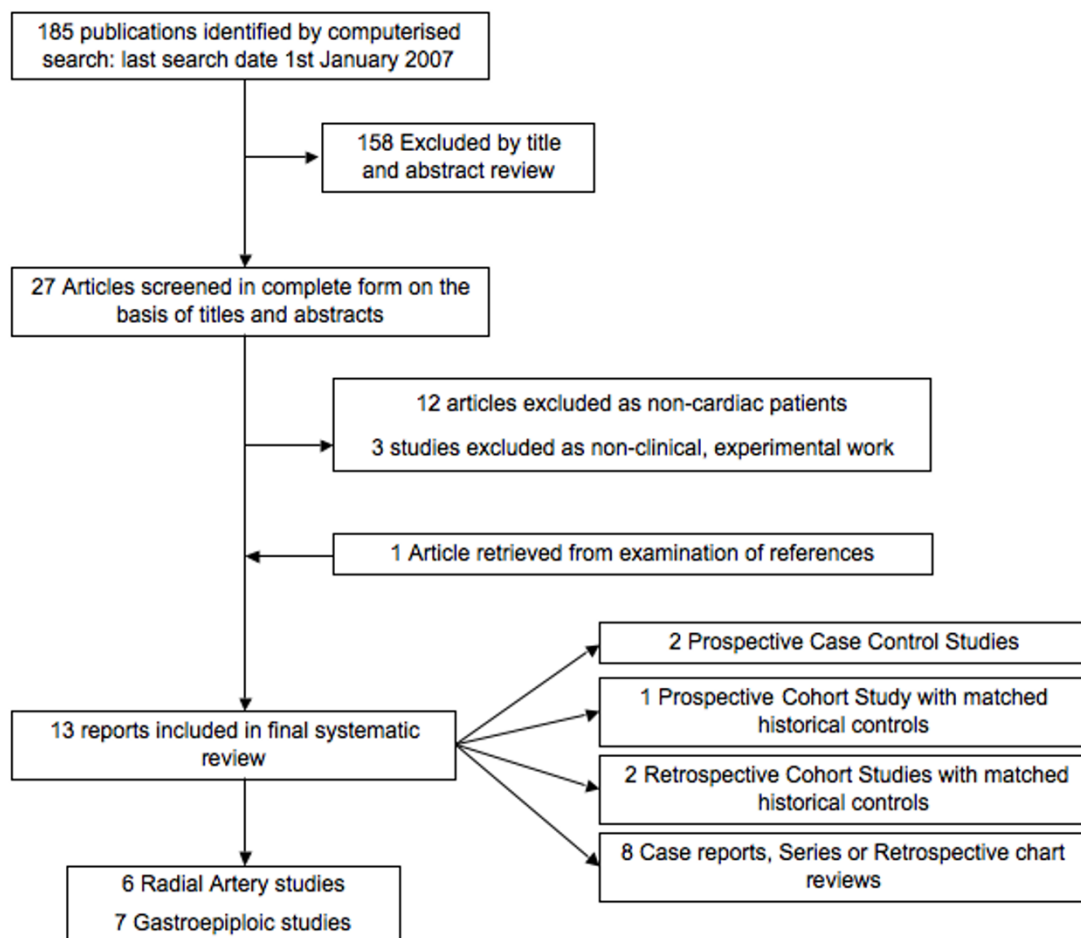 185 publications identified by computerised
search: last search date 1st January 2007
158 Excluded by title
and abstract review
27 Articles screened in complete form on the
basis of titles and abstracts
12 articles excluded as non-cardiac patients
3 studies excluded as non-clinical, experimental work
1 Article retrieved from examination of references
13 reports included in final systematic
review
2 Prospective Case Control Studies
1 Prospective Cohort Study with matched
historical controls
2 Retrospective Cohort Studies with matched
historical controls
8 Case reports, Series or Retrospective chart
reviews
6 Radial Artery studies
7 Gastroepiploic studies